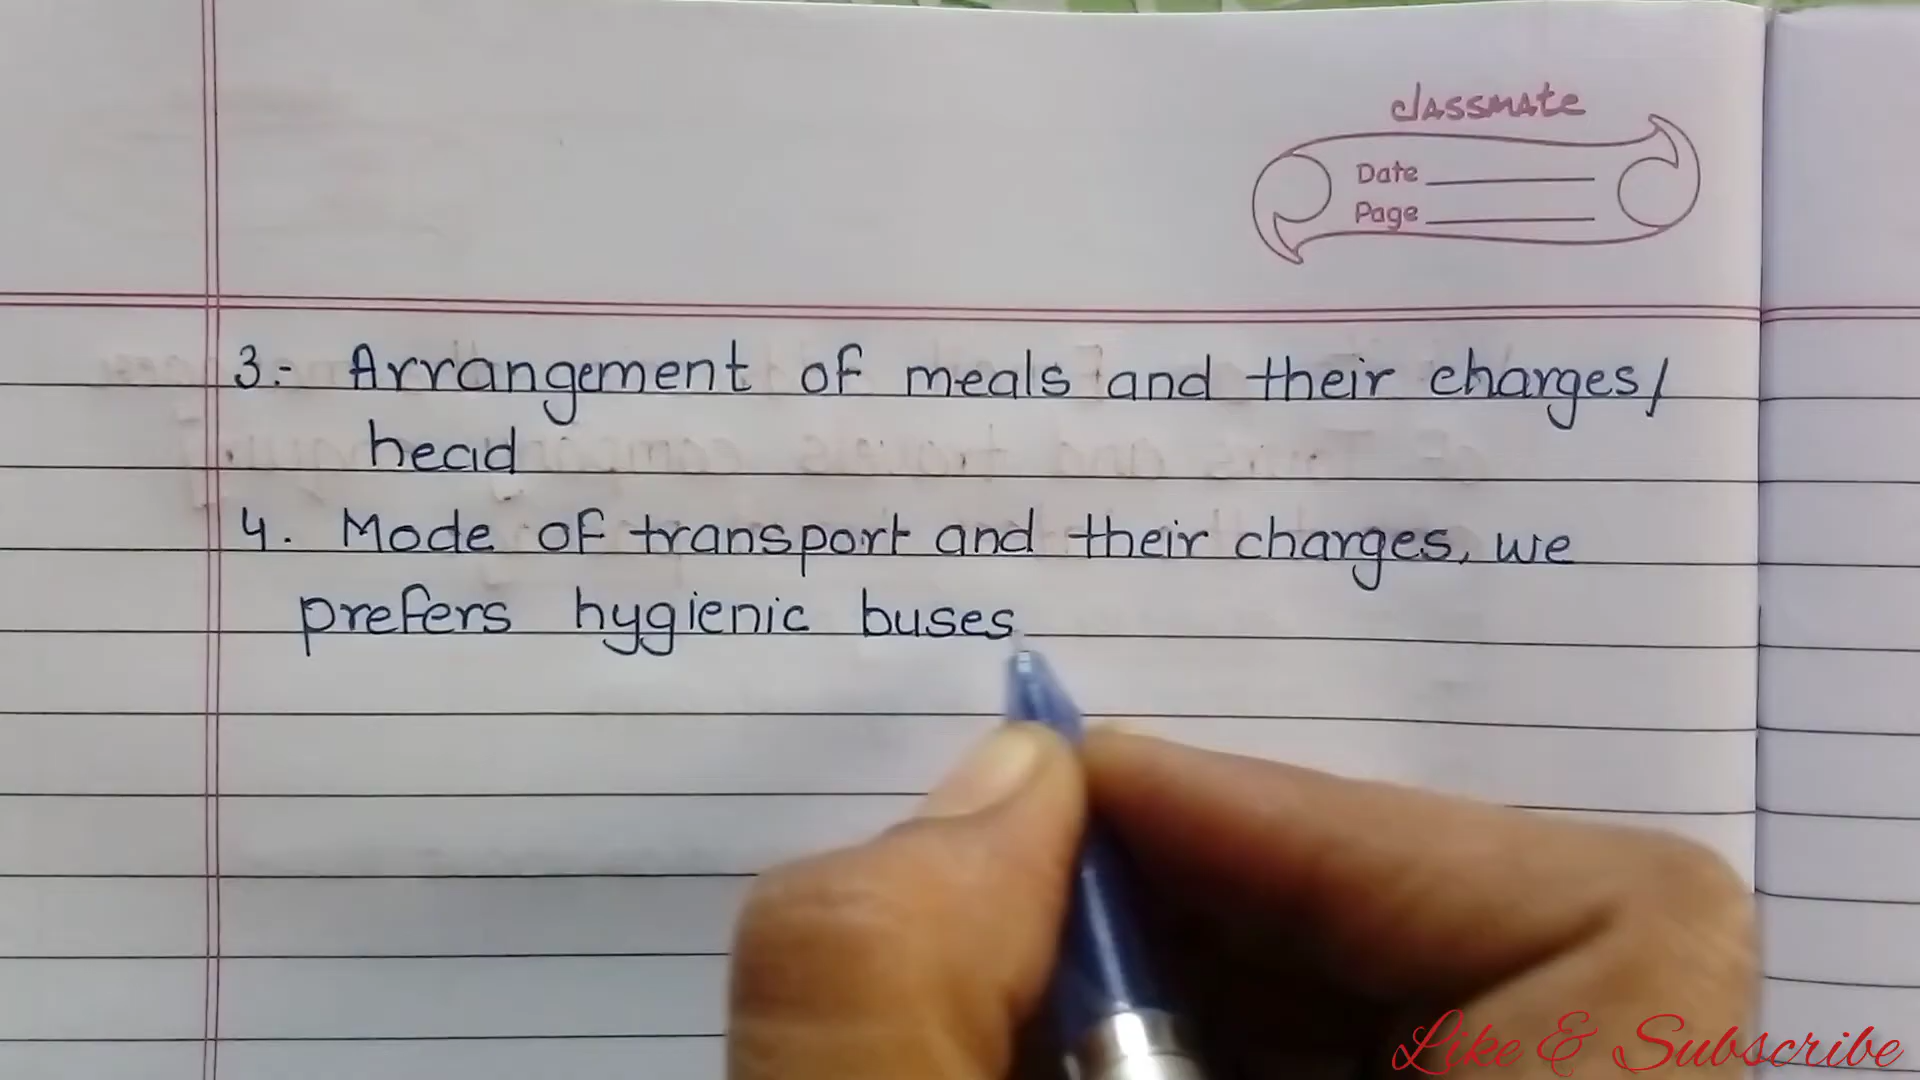 classmate
Date
Page
3.- Arrangement of meals and their charges/
head
4. Mode of transport and their charges, we
prefers hygienic buses
Like & Subscribe